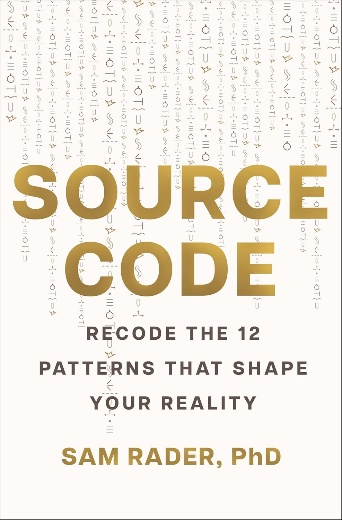 SOURCE
CODE
RECODE THE 12
PATTERNS THAT SHAPE
YOUR REALITY
SAM RADER, PhD